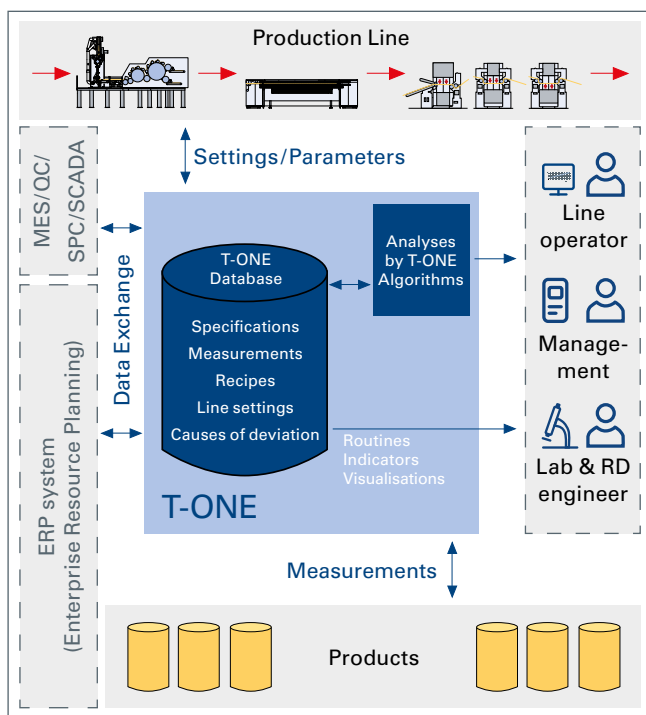 Production Line
Settings/Parameters
MES/QC/
SPC/SCADA
Data Exchange
ERP system
(Enterprise Resource Planning)
T-ONE
Database
Specifications
Measurements
Recipes
Line settings
Causes of deviation
Analyses
by T-ONE
Algorithms
Routines
Indicators
Visualisations
T-ONE
Line
operator
Manage-
ment
Lab & RD
engineer
Measurements
Products